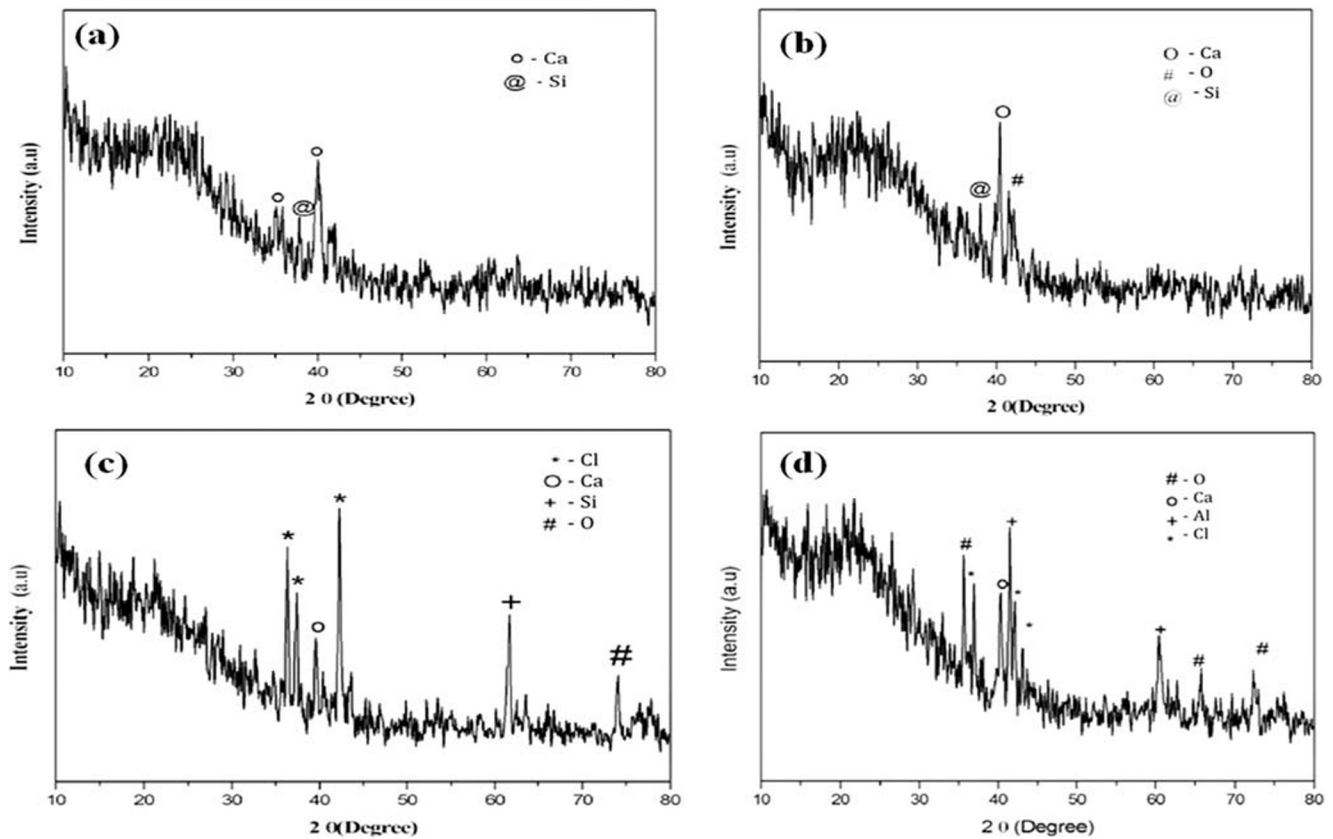 (a)
o - Ca
@ - Si
o
@
o
Intensity (a.u)
10 20 30 40 50 60 70 80
2 θ(Degree)
(b)
O - Ca
# - O
@ - Si
O
@
#
Intensity (a.u)
10 20 30 40 50 60 70 80
2 θ(Degree)
(c)
* - Cl
O - Ca
+ - Si
# - O
*
*
*
o
+
#
Intensity (a.u)
10 20 30 40 50 60 70 80
2 θ(Degree)
(d)
# - O
o - Ca
+ - Al
* - Cl
+
#
*
o
*
*
+
#
#
Intensity (a.u)
10 20 30 40 50 60 70 80
2 θ (Degree)